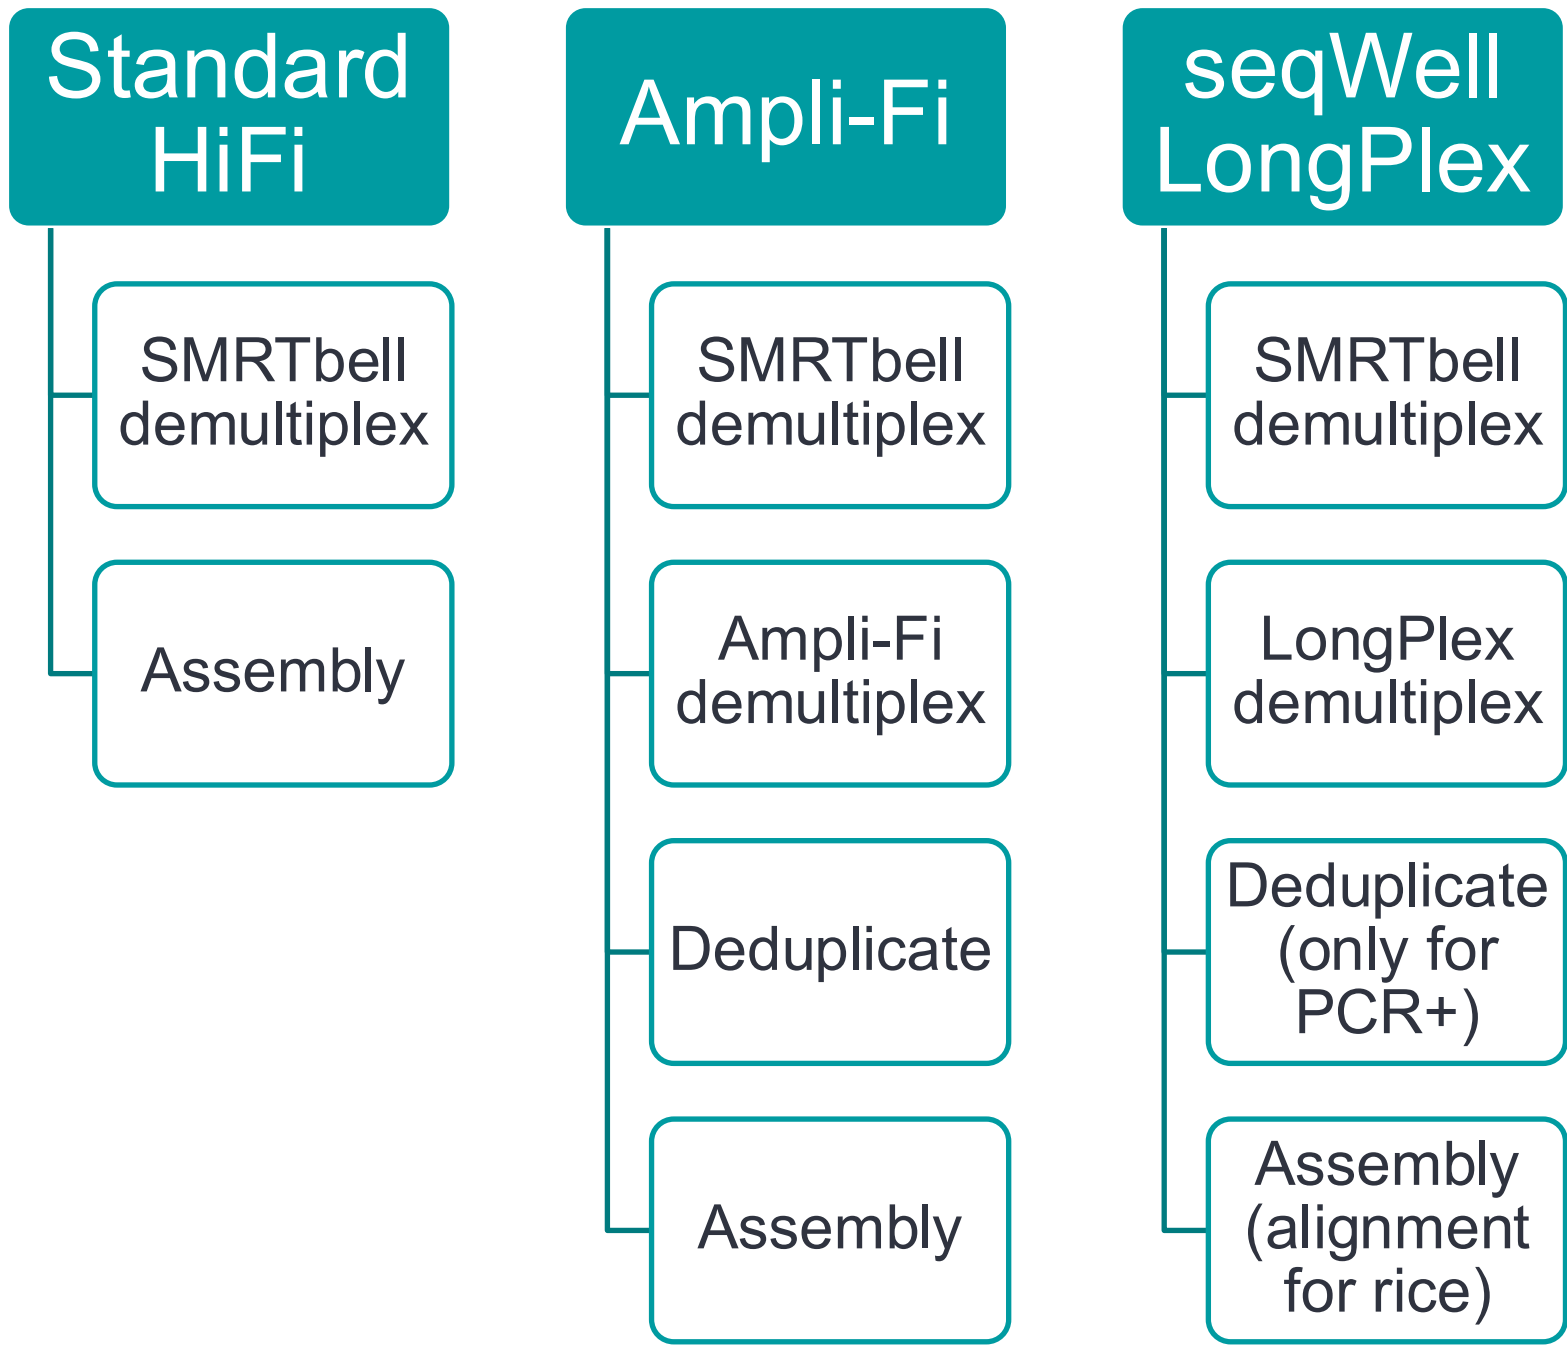 Standard
HiFi
SMRTbell
demultiplex
Assembly
Ampli-Fi
SMRTbell
demultiplex
Ampli-Fi
demultiplex
Deduplicate
Assembly
seqWell
LongPlex
SMRTbell
demultiplex
LongPlex
demultiplex
Deduplicate
(only for
PCR+)
Assembly
(alignment
for rice)